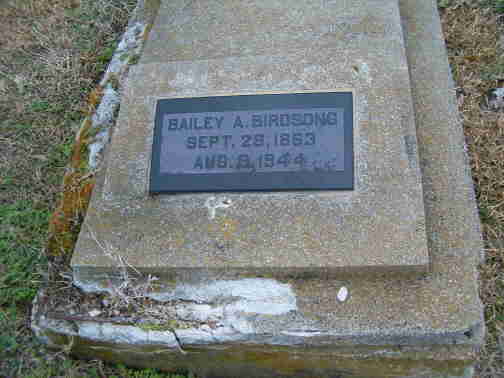 BAILEY A. BIRDSONG
SEPT. 28, 1863
AUG. 8, 1944